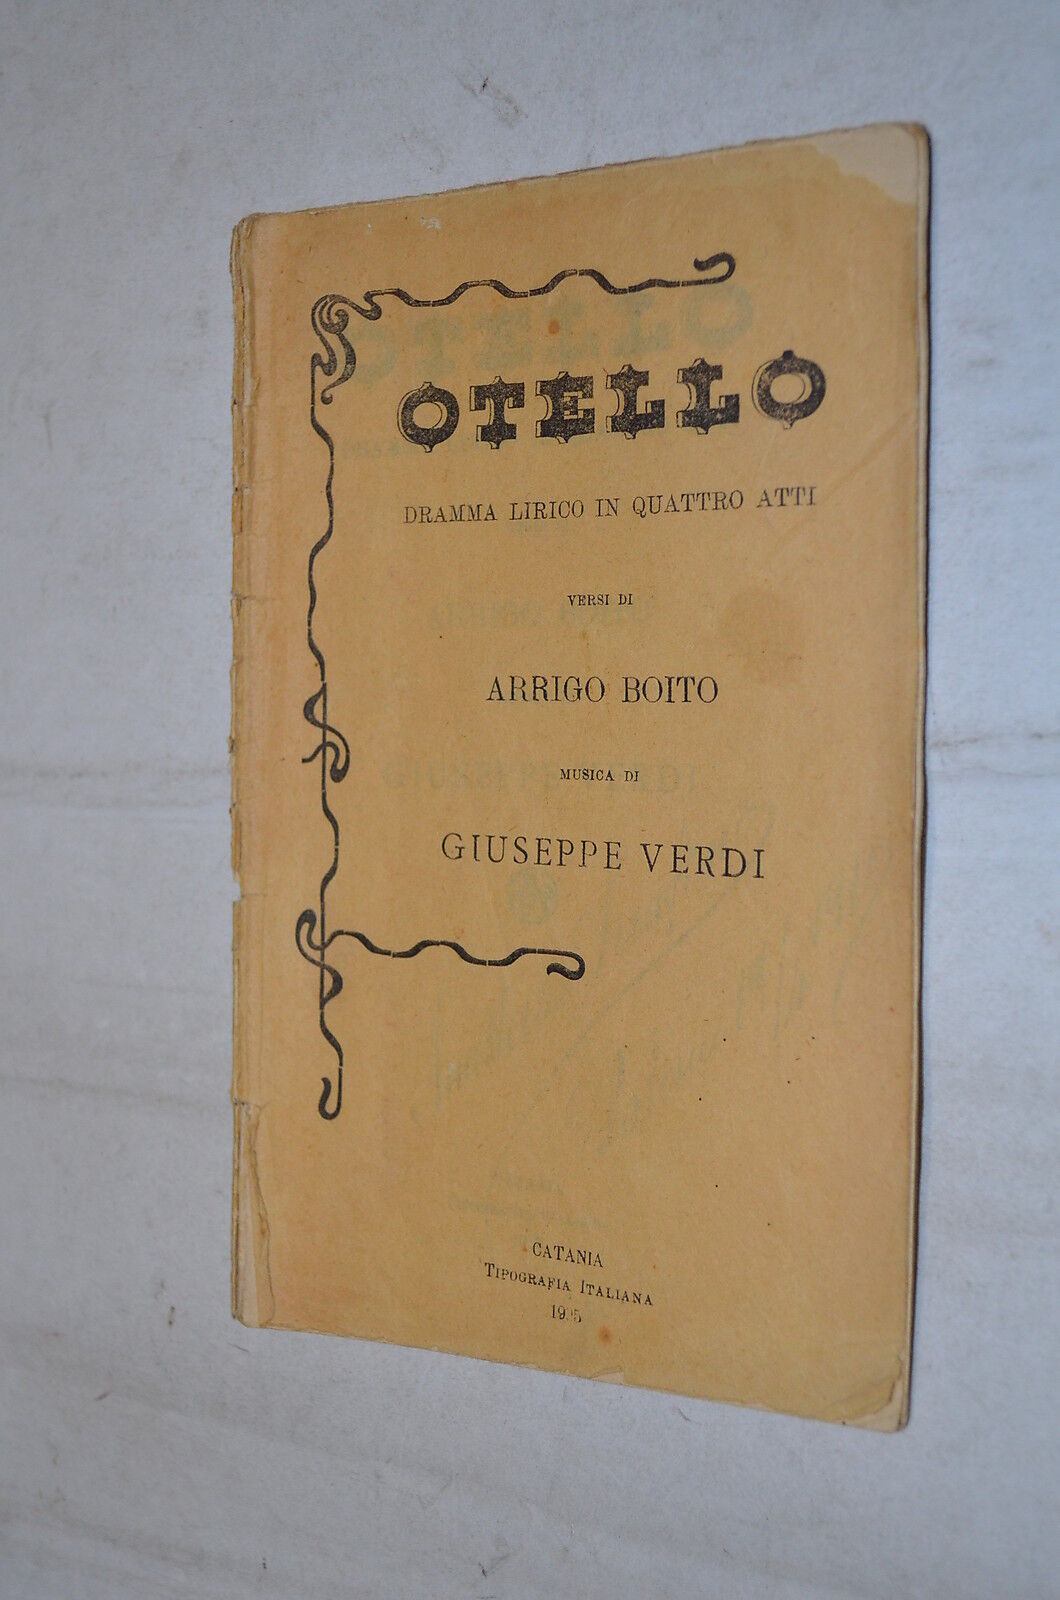 OTELLO
DRAMMA LIRICO IN QUATTRO ATTI
VERSI DI
ARRIGO BOITO
MUSICA DI
GIUSEPPE VERDI
CATANIA
TIPOGRAFIA ITALIANA